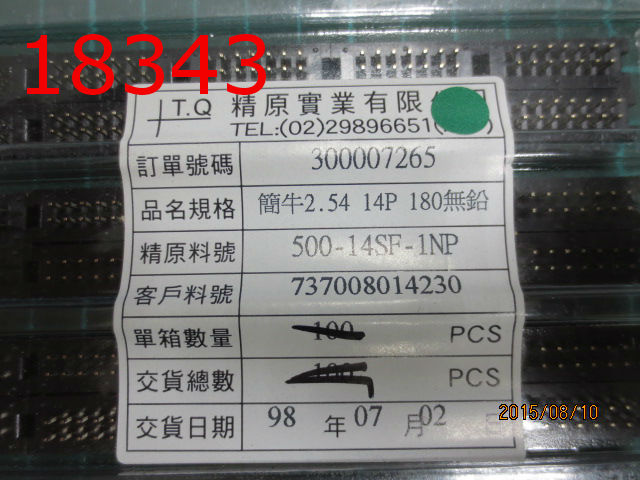 18343
T.Q 精原實業有限
TEL:(02)29896651(
訂單號碼 300007265
品名規格 簡牛2.54 14P 180無鉛
精原料號 500-14SF-1NP
客戶料號 737008014230
單箱數量 100 PCS
交貨總數 100 PCS
交貨日期 98 年 07 月 02 日
2015/08/10